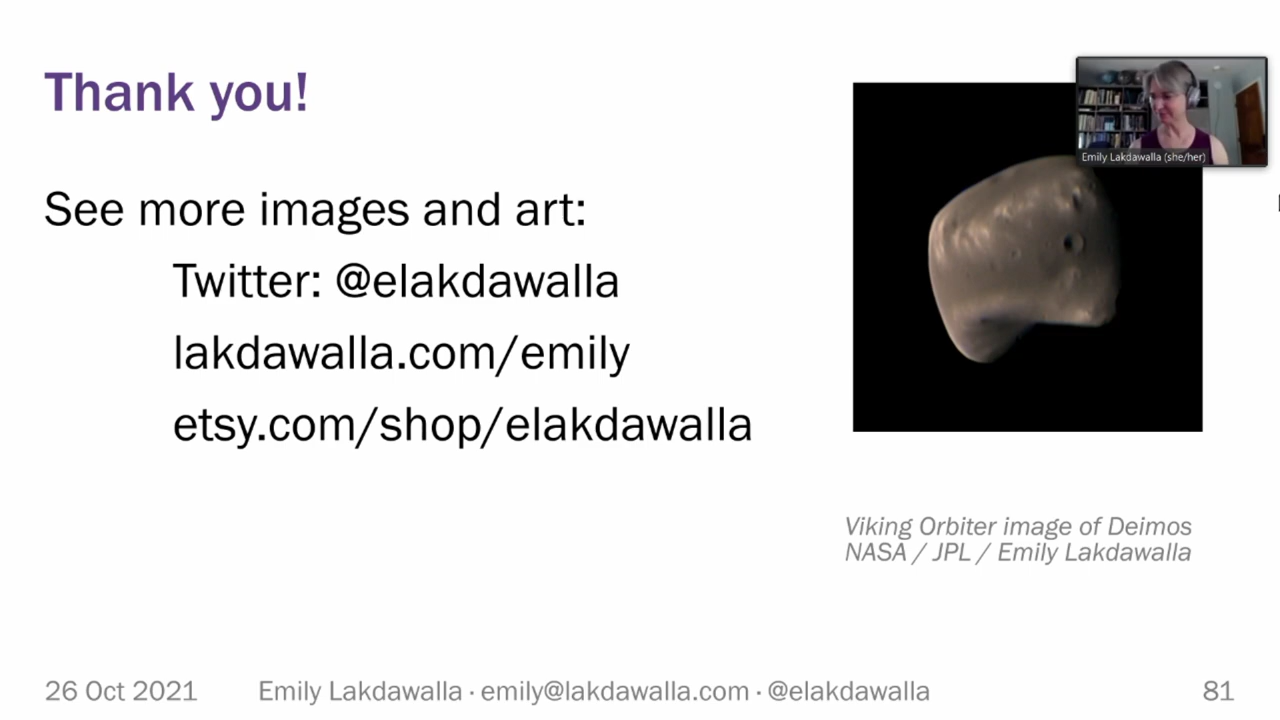 Thank you!
See more images and art:
Twitter: @elakdawalla
lakdawalla.com/emily
etsy.com/shop/elakdawalla
Emily Lakdawalla (she/her)
Viking Orbiter image of Deimos
NASA / JPL / Emily Lakdawalla
26 Oct 2021 Emily Lakdawalla · emily@lakdawalla.com · @elakdawalla 81